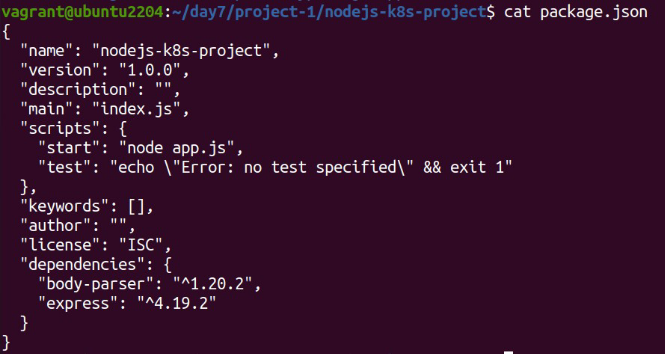 vagrant@ubuntu2204:~/day7/project-1/nodejs-k8s-project$ cat package.json
{
  "name": "nodejs-k8s-project",
  "version": "1.0.0",
  "description": "",
  "main": "index.js",
  "scripts": {
    "start": "node app.js",
    "test": "echo \"Error: no test specified\" && exit 1"
  },
  "keywords": [],
  "author": "",
  "license": "ISC",
  "dependencies": {
    "body-parser": "^1.20.2",
    "express": "^4.19.2"
  }
}